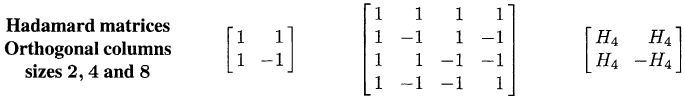 Hadamard matrices
Orthogonal columns
sizes 2, 4 and 8
1 1
1 −1
1 1 1 1
1 −1 1 −1
1 1 −1 −1
1 −1 −1 1
H₄ H₄
H₄ −H₄